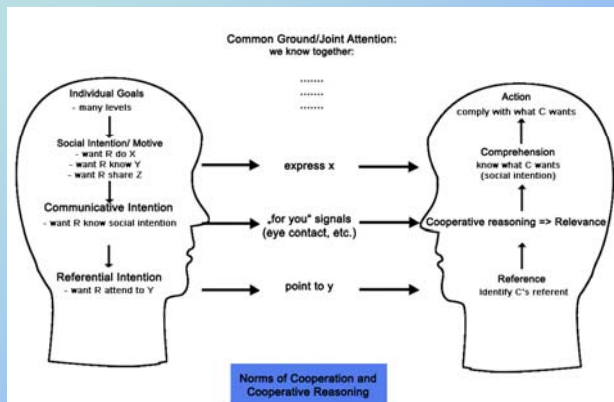 Common Ground/Joint Attention:
we know together:
.......
.......
.......
Individual Goals
- many levels
Social Intention/ Motive
- want R do X
- want R know Y
- want R share Z
Communicative Intention
- want R know social intention
Referential Intention
- want R attend to Y
express x
„for you“ signals
(eye contact, etc.)
point to y
Action
comply with what C wants
Comprehension
know what C wants
(social intention)
Cooperative reasoning => Relevance
Reference
identify C's referent
Norms of Cooperation and
Cooperative Reasoning